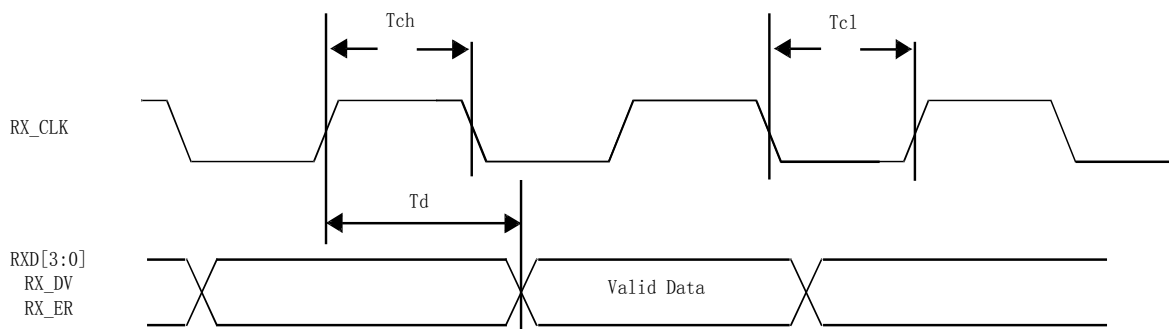 Tch
Tcl
RX_CLK
Td
RXD[3:0]
RX_DV
Valid Data
RX_ER